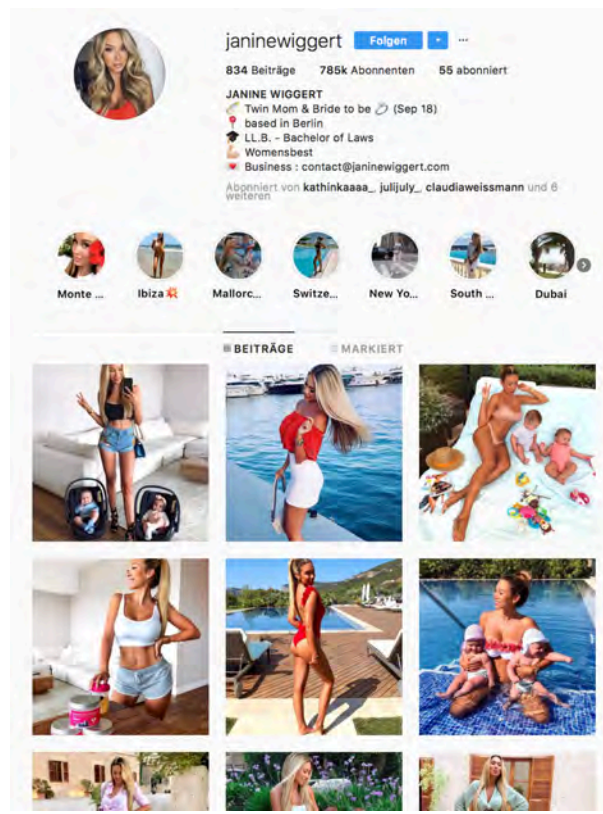 janinewiggert Folgen
834 Beiträge 785k Abonnenten 55 abonniert
JANINE WIGGERT
Twin Mom & Bride to be 💍 (Sep 18)
📍 based in Berlin
🎓 LL.B. - Bachelor of Laws
💪🏼 Womensbest
💌 Business : contact@janinewiggert.com
Abonniert von kathinkaaaa_, julijuly_, claudiaweissmann und 6
weiteren
Monte ... Ibiza 💥 Mallorc... Switze... New Yo... South ... Dubai
BEITRÄGE MARKIERT